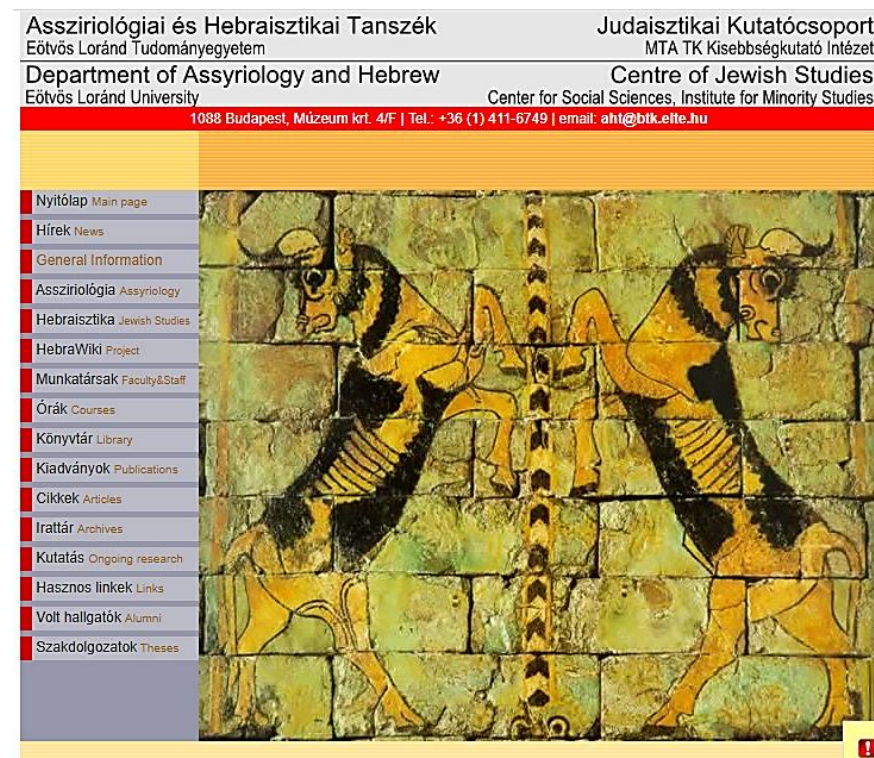 Assziriológiai és Hebraisztikai Tanszék
Eötvös Loránd Tudományegyetem
Judaisztikai Kutatócsoport
MTA TK Kisebbségkutató Intézet
Department of Assyriology and Hebrew
Eötvös Loránd University
Centre of Jewish Studies
Center for Social Sciences, Institute for Minority Studies
1088 Budapest, Múzeum krt. 4/F | Tel.: +36 (1) 411-6749 | email: aht@btk.elte.hu
Nyitólap Main page
Hírek News
General Information
Assziriológia Assyriology
Hebraisztika Jewish Studies
HebraWiki Project
Munkatársak Faculty&Staff
Órák Courses
Könyvtár Library
Kiadványok Publications
Cikkek Articles
Irattár Archives
Kutatás Ongoing research
Hasznos linkek Links
Volt hallgatók Alumni
Szakdolgozatok Theses